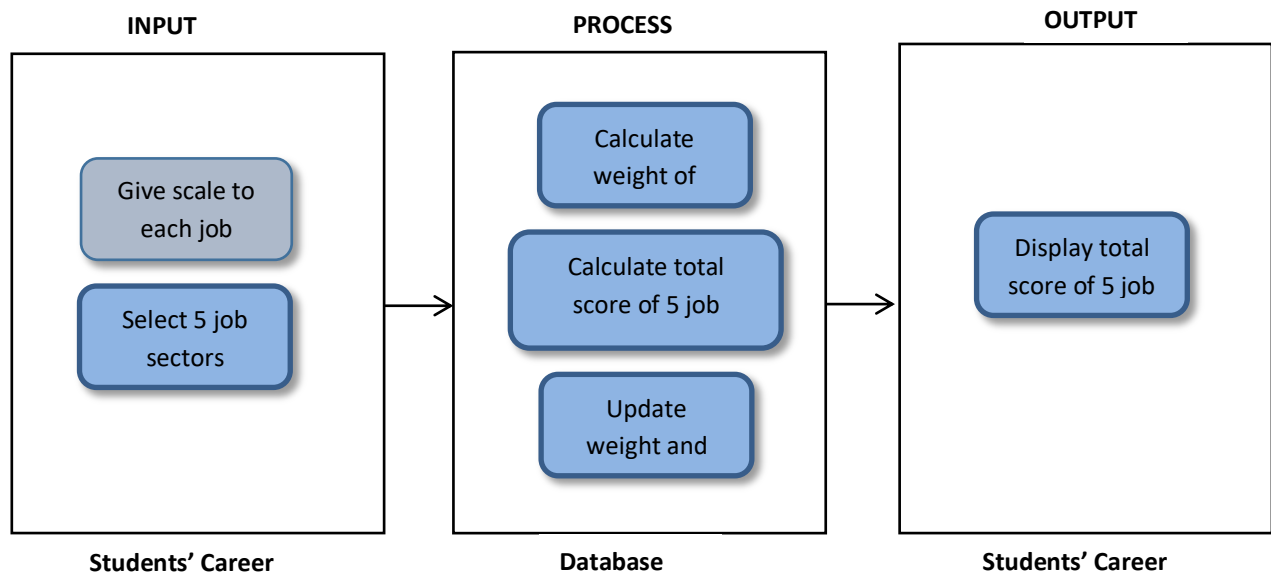 INPUT
Give scale to
each job
Select 5 job
sectors
Students’ Career
PROCESS
Calculate
weight of
Calculate total
score of 5 job
Update
weight and
Database
OUTPUT
Display total
score of 5 job
Students’ Career